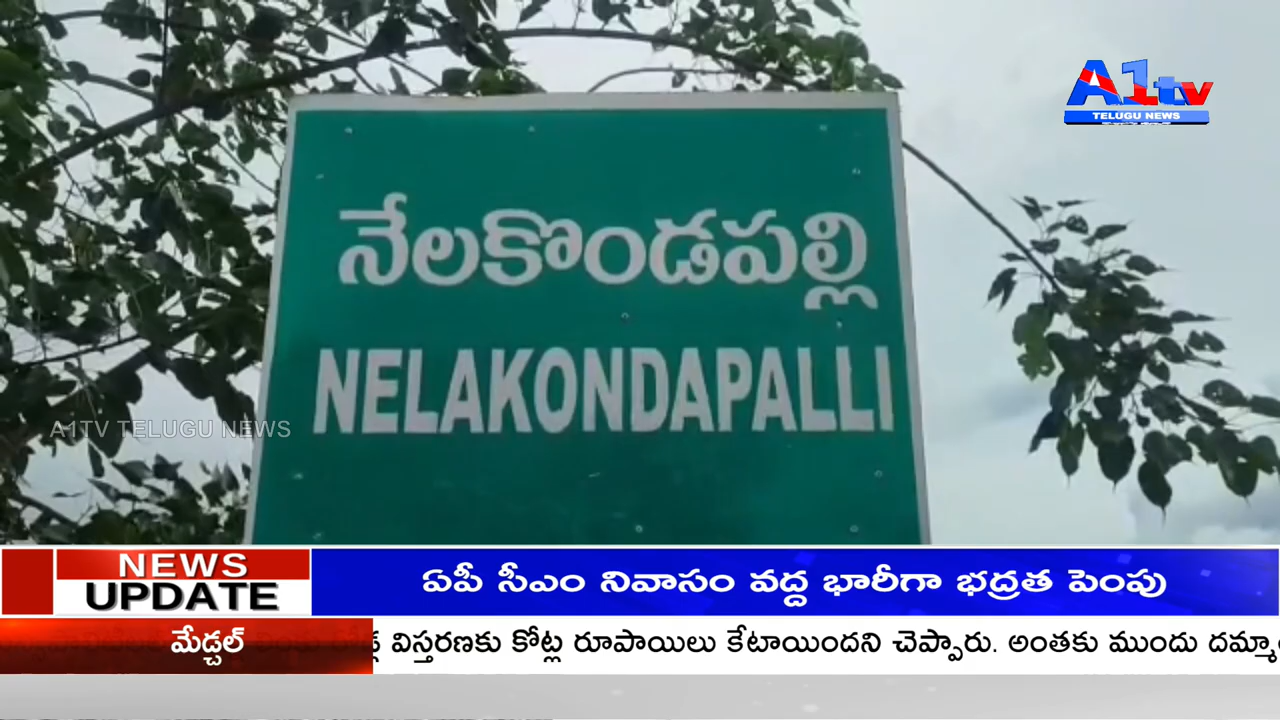 A1tv
TELUGU NEWS
నేలకొండపల్లి
NELAKONDAPALLI
A1TV TELUGU NEWS
NEWS
UPDATE
ఏపీ సీఎం నివాసం వద్ద భారీగా భద్రత పెంపు
మేడ్చల్
విస్తరణకు కోట్ల రూపాయిలు కేటాయిందని చెప్పారు. అంతకు ముందు